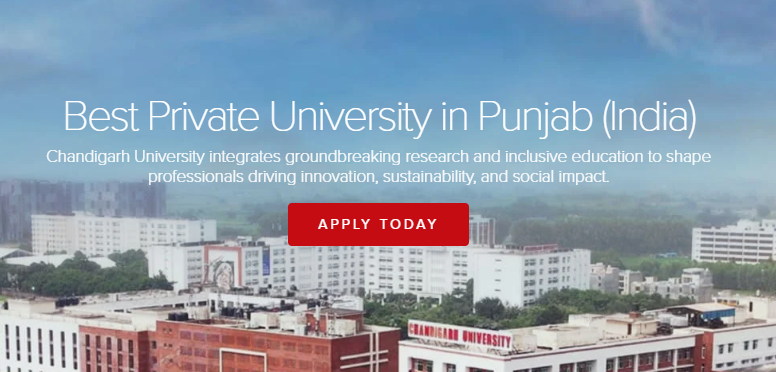 Best Private University in Punjab (India)
Chandigarh University integrates groundbreaking research and inclusive education to shape
professionals driving innovation, sustainability, and social impact.
APPLY TODAY
CHANDIGARH UNIVERSITY